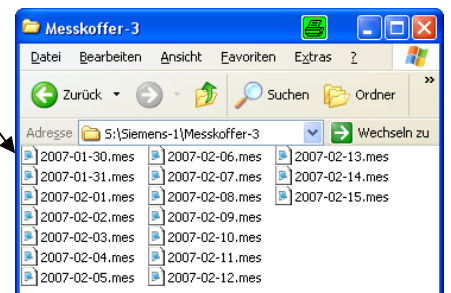 Messkoffer-3
Datei Bearbeiten Ansicht Favoriten Extras ?
Zurück Suchen Ordner »
Adresse S:\Siemens-1\Messkoffer-3 Wechseln zu
2007-01-30.mes 2007-02-06.mes 2007-02-13.mes
2007-01-31.mes 2007-02-07.mes 2007-02-14.mes
2007-02-01.mes 2007-02-08.mes 2007-02-15.mes
2007-02-02.mes 2007-02-09.mes
2007-02-03.mes 2007-02-10.mes
2007-02-04.mes 2007-02-11.mes
2007-02-05.mes 2007-02-12.mes